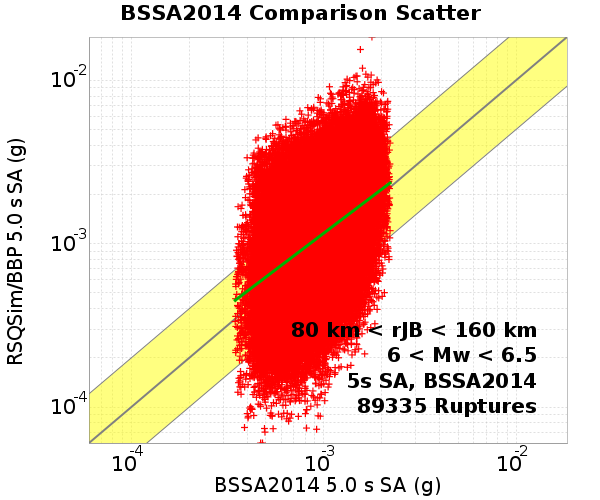 BSSA2014 Comparison Scatter
RSQSim/BBP 5.0 s SA (g)
10-2
10-3
10-4
80 km < rJB < 160 km
6 < Mw < 6.5
5s SA, BSSA2014
89335 Ruptures
10-4 10-3 10-2
BSSA2014 5.0 s SA (g)